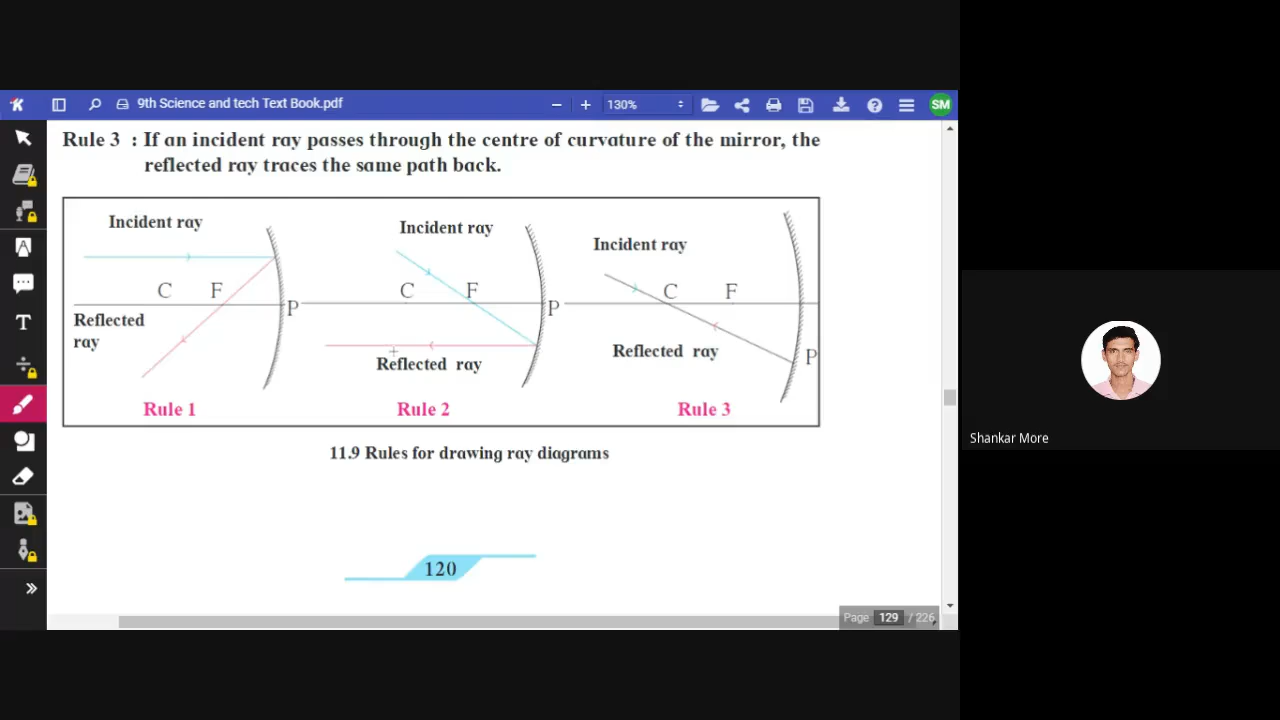 9th Science and tech Text Book.pdf
130%
SM
Rule 3 : If an incident ray passes through the centre of curvature of the mirror, the
reflected ray traces the same path back.
Incident ray
C
F
P
Reflected
ray
Rule 1
Incident ray
C
F
P
Reflected ray
Rule 2
Incident ray
C
F
P
Reflected ray
Rule 3
11.9 Rules for drawing ray diagrams
120
Page 129 / 226
Shankar More